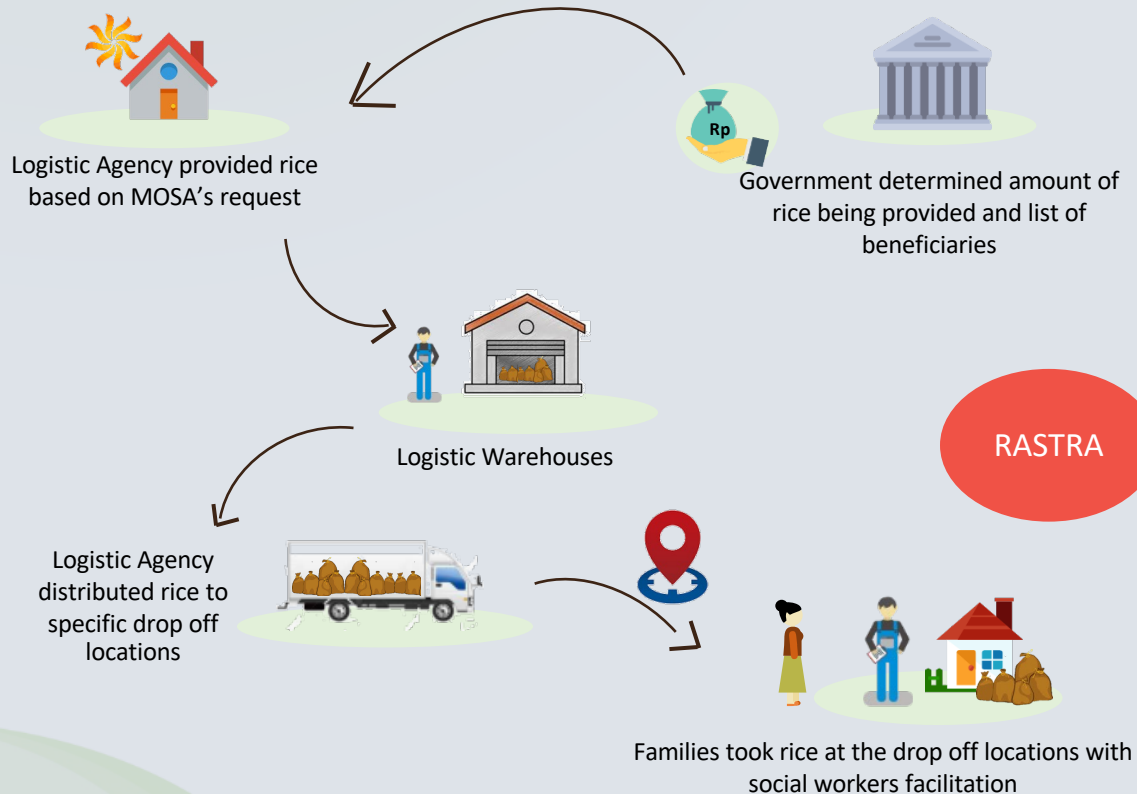 Rp
Government determined amount of
rice being provided and list of
beneficiaries
Logistic Agency provided rice
based on MOSA’s request
Logistic Warehouses
RASTRA
Logistic Agency
distributed rice to
specific drop off
locations
Families took rice at the drop off locations with
social workers facilitation